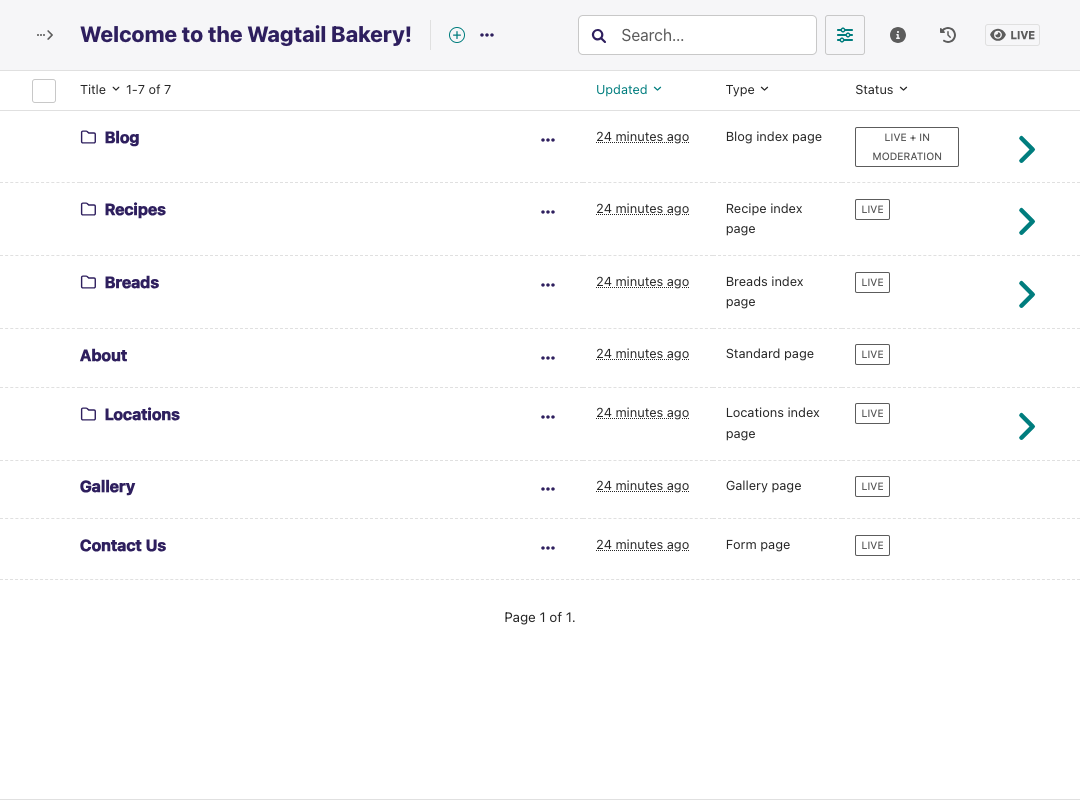 Welcome to the Wagtail Bakery!
Search...
LIVE
Title 1-7 of 7 Updated Type Status
Blog 24 minutes ago Blog index page LIVE + IN
MODERATION
Recipes 24 minutes ago Recipe index LIVE
page
Breads 24 minutes ago Breads index LIVE
page
About 24 minutes ago Standard page LIVE
Locations 24 minutes ago Locations index LIVE
page
Gallery 24 minutes ago Gallery page LIVE
Contact Us 24 minutes ago Form page LIVE
Page 1 of 1.